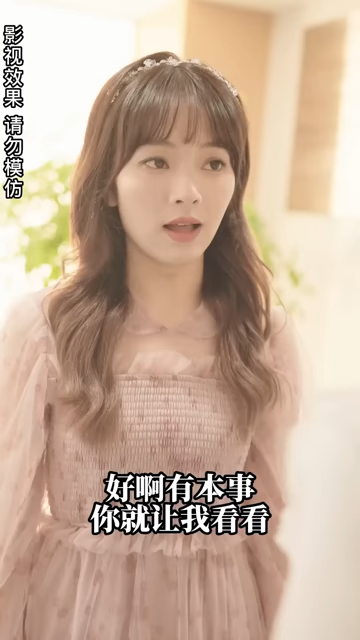 影视效果 请勿模仿
好啊有本事
你就让我看看